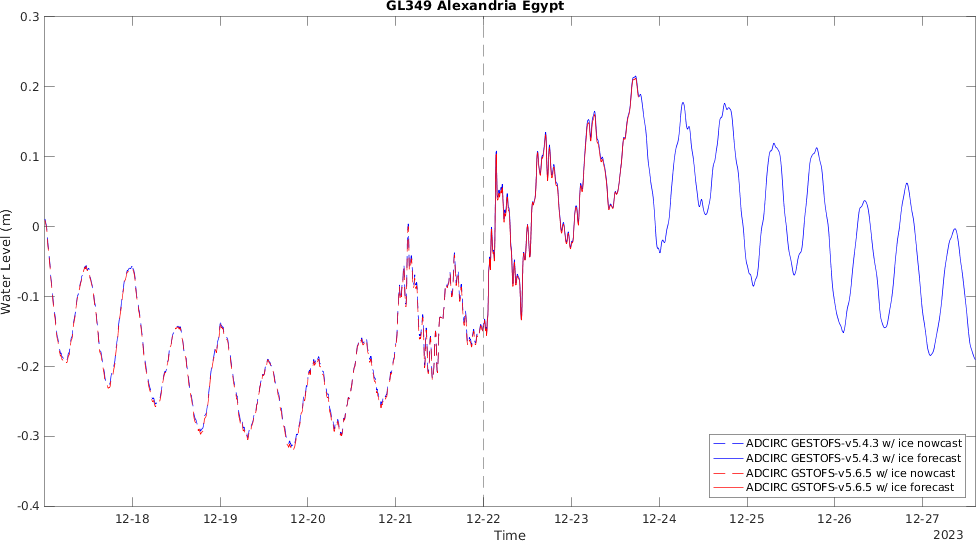 GL349 Alexandria Egypt
Water Level (m)
0.3
0.2
0.1
0
-0.1
-0.2
-0.3
-0.4
12-18
12-19
12-20
12-21
12-22
12-23
12-24
12-25
12-26
12-27
Time
2023
ADCIRC GESTOFS-v5.4.3 w/ ice nowcast
ADCIRC GESTOFS-v5.4.3 w/ ice forecast
ADCIRC GSTOFS-v5.6.5 w/ ice nowcast
ADCIRC GSTOFS-v5.6.5 w/ ice forecast